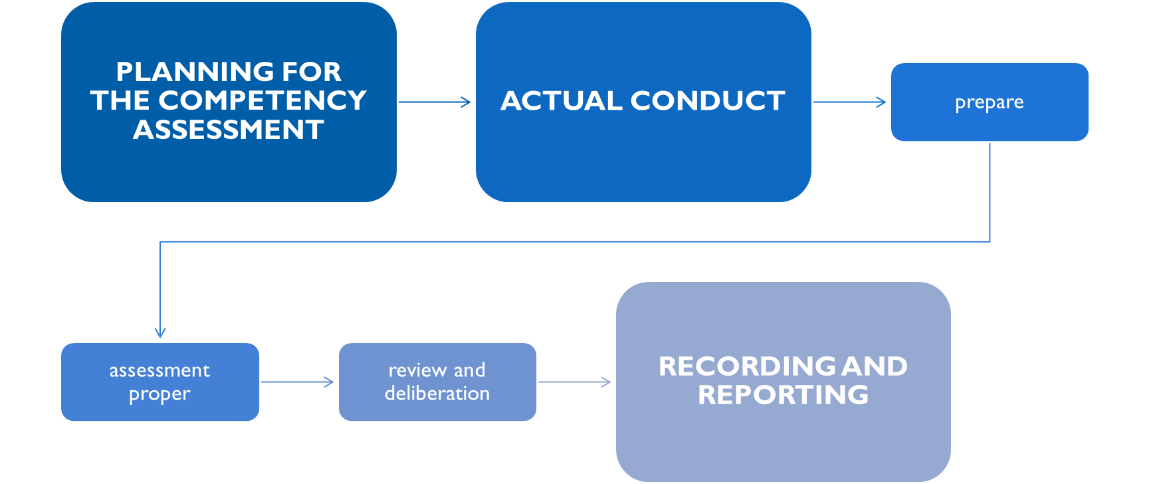 PLANNING FOR
THE COMPETENCY
ASSESSMENT
ACTUAL CONDUCT
prepare
assessment
proper
review and
deliberation
RECORDING AND
REPORTING